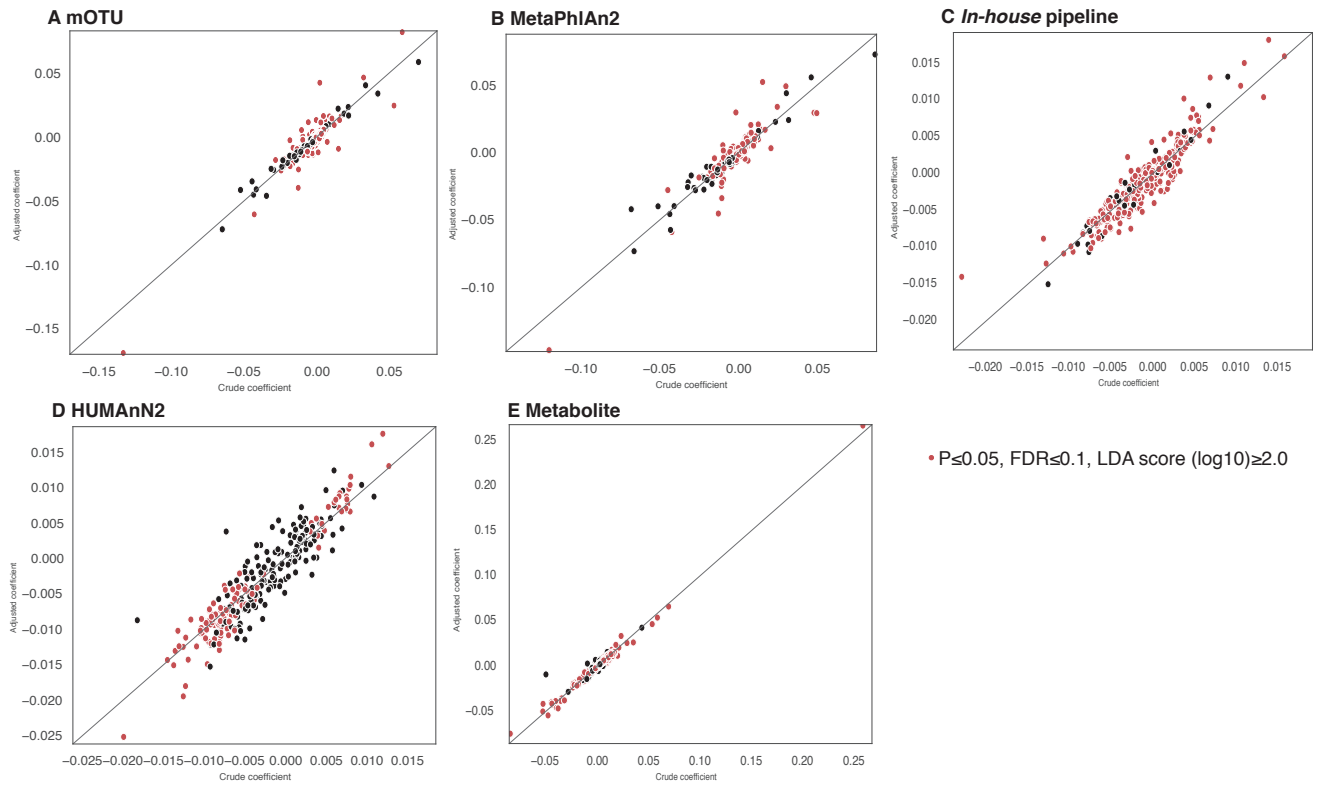 A mOTU
Adjusted coefficient
0.05
0.00
−0.05
−0.10
−0.15
−0.15 −0.10 −0.05 0.00 0.05
Crude coefficient
B MetaPhlAn2
Adjusted coefficient
0.05
0.00
−0.05
−0.10
−0.10 −0.05 0.00 0.05
Crude coefficient
C In-house pipeline
Adjusted coefficient
0.015
0.010
0.005
0.000
−0.005
−0.010
−0.015
−0.020
−0.020 −0.015 −0.010 −0.005 0.000 0.005 0.010 0.015
Crude coefficient
D HUMAnN2
Adjusted coefficient
0.015
0.010
0.005
0.000
−0.005
−0.010
−0.015
−0.020
−0.025
−0.025−0.020−0.015−0.010−0.005 0.000 0.005 0.010 0.015
Crude coefficient
E Metabolite
Adjusted coefficient
0.25
0.20
0.15
0.10
0.05
0.00
−0.05
−0.05 0.00 0.05 0.10 0.15 0.20 0.25
Crude coefficient
P≤0.05, FDR≤0.1, LDA score (log10)≥2.0